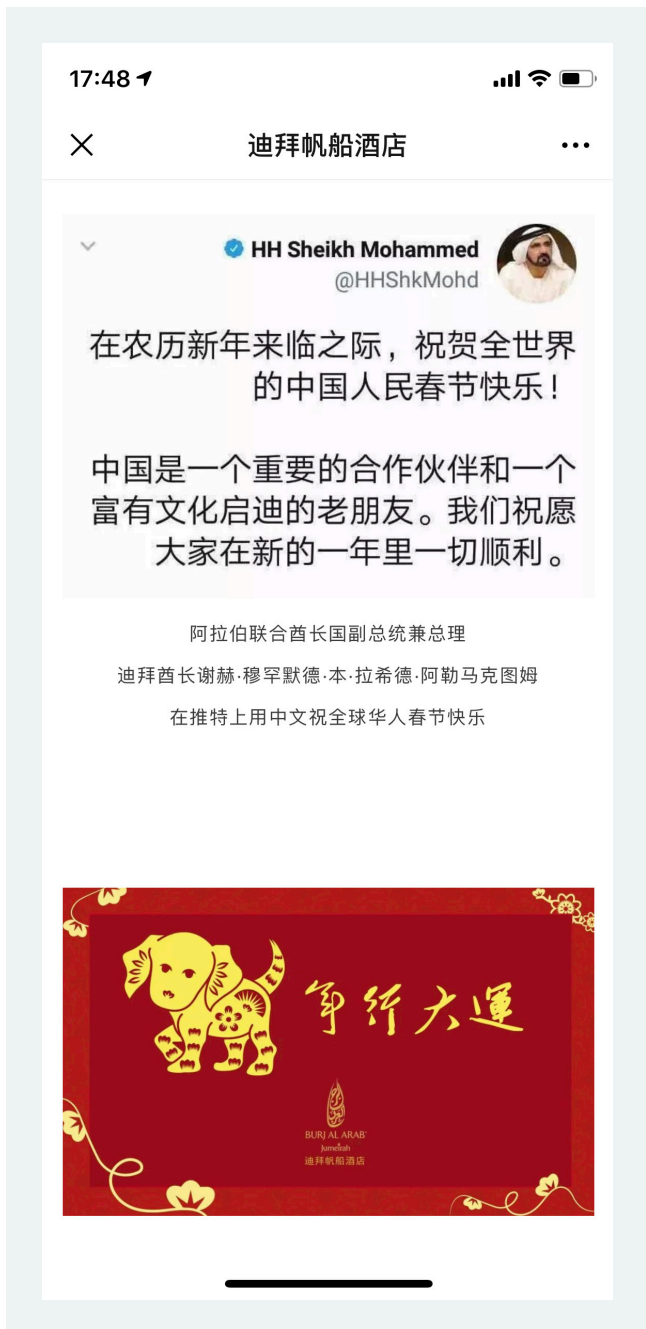 17:48
迪拜帆船酒店
HH Sheikh Mohammed
@HHShkMohd
在农历新年来临之际，祝贺全世界
的中国人民春节快乐！
中国是一个重要的合作伙伴和一个
富有文化启迪的老朋友。我们祝愿
大家在新的一年里一切顺利。
阿拉伯联合酋长国副总统兼总理
迪拜酋长谢赫·穆罕默德·本·拉希德·阿勒马克图姆
在推特上用中文祝全球华人春节快乐
年行大運
BURJ AL ARAB
Jumeirah
迪拜帆船酒店